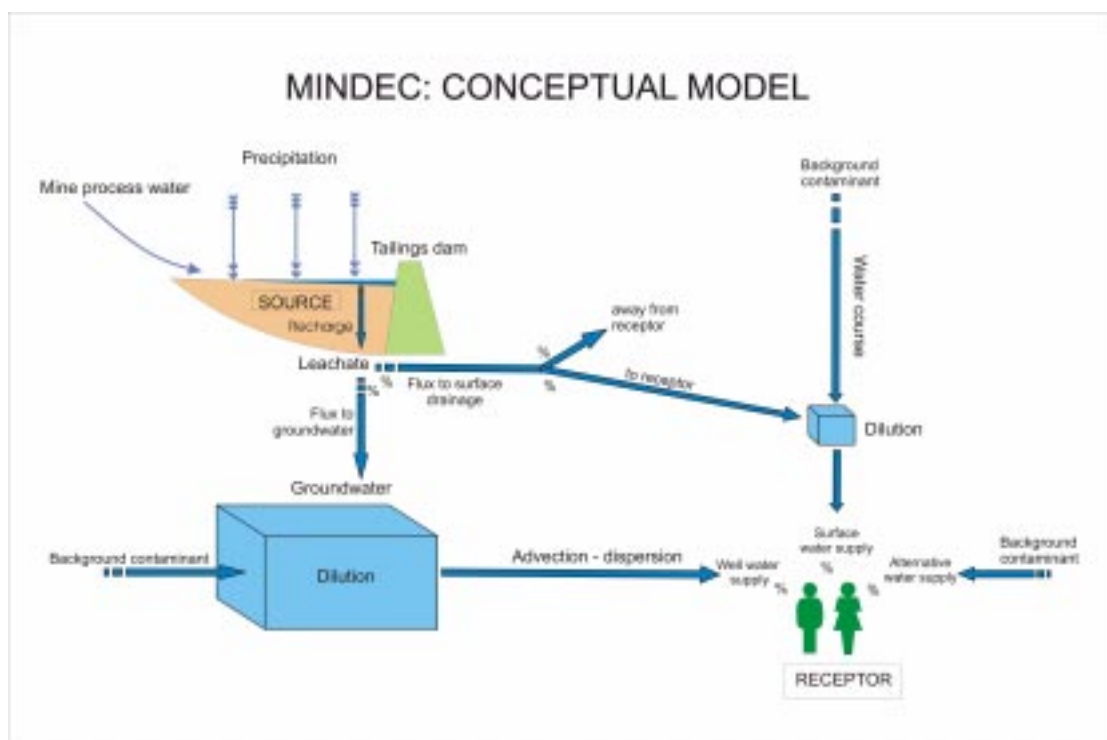 MINDEC: CONCEPTUAL MODEL
Precipitation
Mine process water
Background
contaminant
Tailings dam
Water course
SOURCE
Recharge
away from
receptor
Leachate
%
%
%
%
Flux to surface
drainage
to receptor
Flux to
groundwater
Dilution
Groundwater
Background contaminant
Dilution
Advection - dispersion
Surface
water supply
Well water
supply
%
%
%
Alternative
water supply
Background
contaminant
RECEPTOR